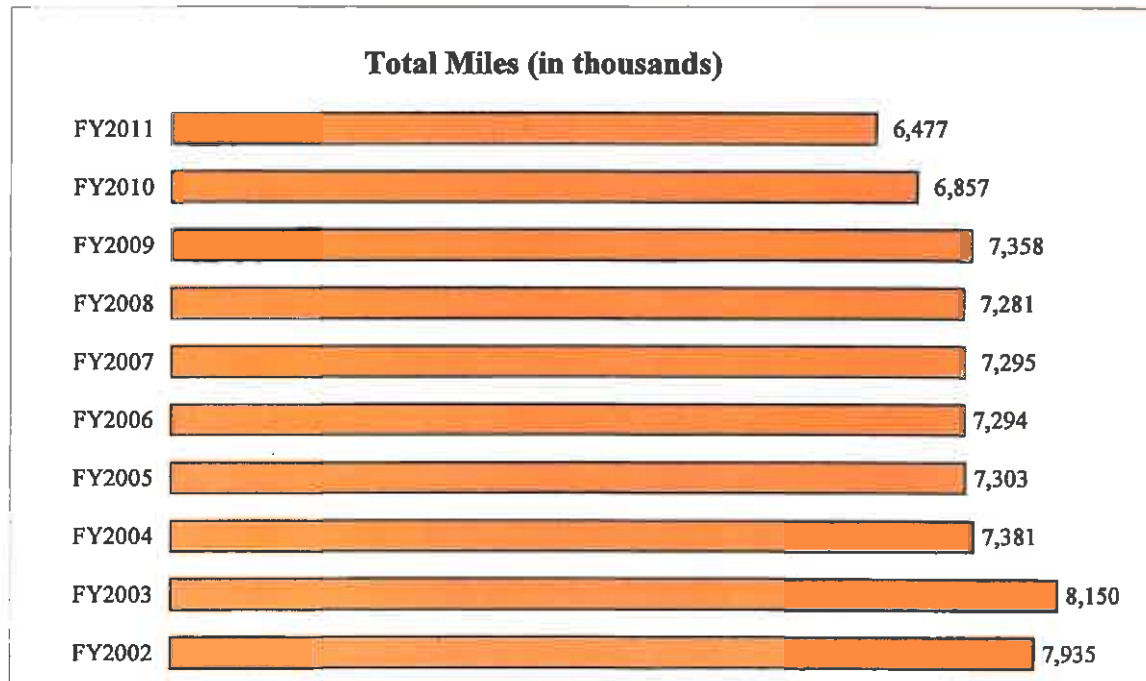 Total Miles (in thousands)
FY2011 6,477
FY2010 6,857
FY2009 7,358
FY2008 7,281
FY2007 7,295
FY2006 7,294
FY2005 7,303
FY2004 7,381
FY2003 8,150
FY2002 7,935